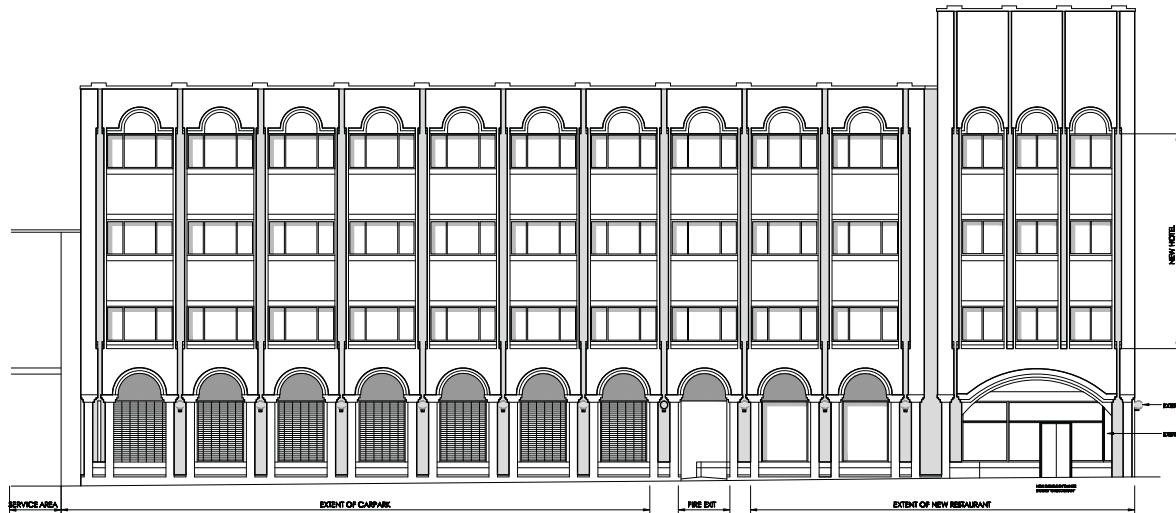 NEW HOTEL
SERVICE AREA
EXTENT OF CARPARK
FIRE EXIT
EXTENT OF NEW RESTAURANT